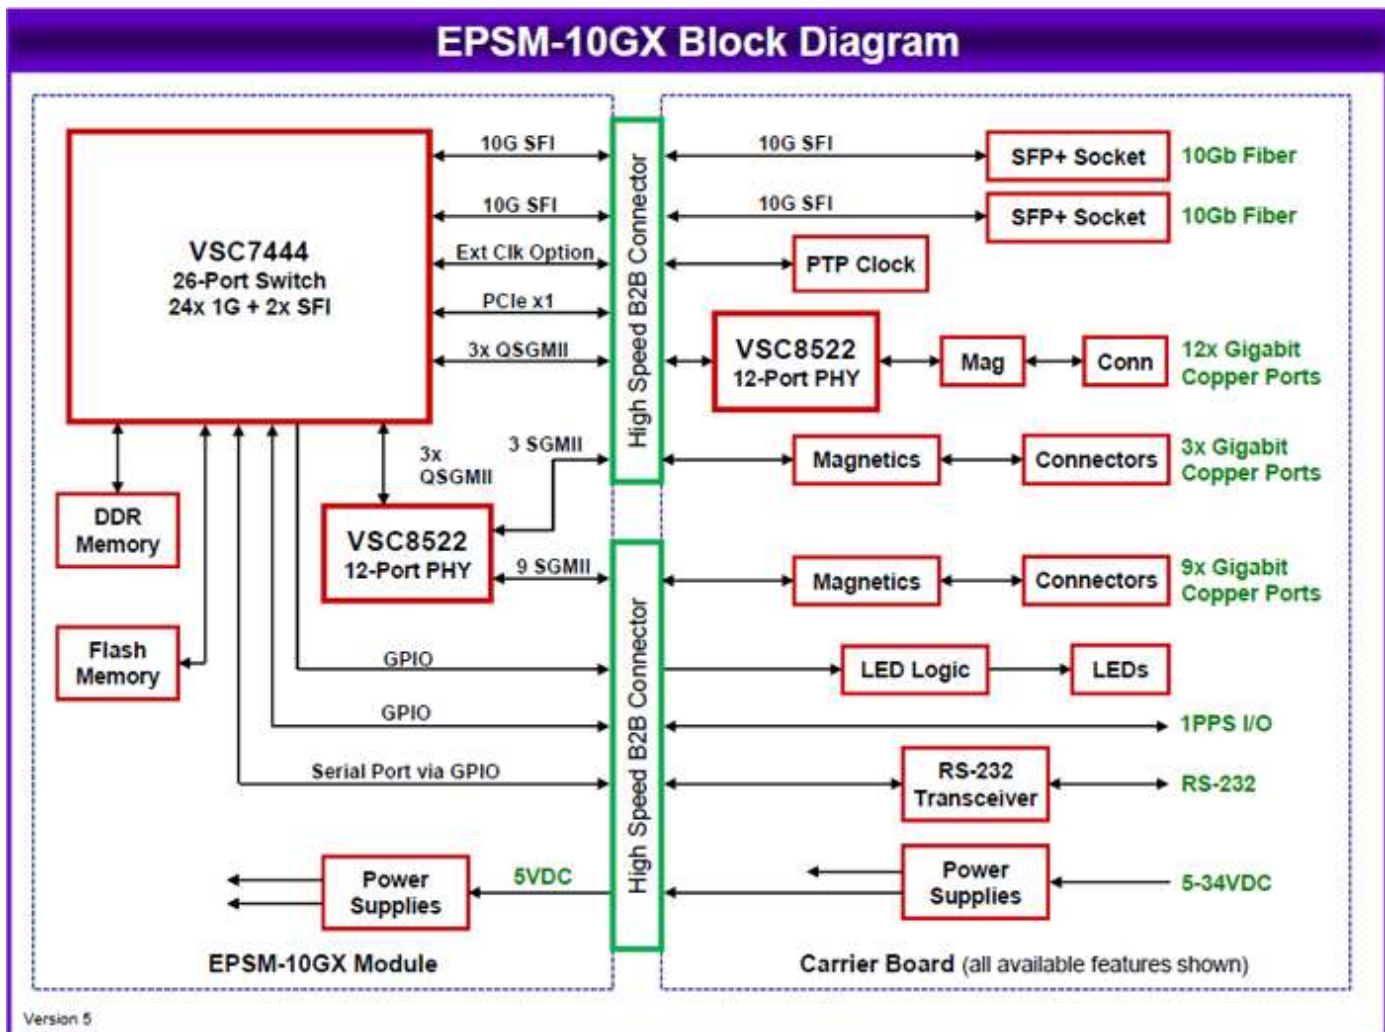 EPSM-10GX Block Diagram
VSC7444
26-Port Switch
24x 1G + 2x SFI
10G SFI
10G SFI
Ext Clk Option
PCIe x1
3x QSGMII
3x
QSGMII
3 SGMII
DDR
Memory
VSC8522
12-Port PHY
9 SGMII
Flash
Memory
GPIO
GPIO
Serial Port via GPIO
Power
Supplies
5VDC
EPSM-10GX Module
High Speed B2B Connector
High Speed B2B Connector
10G SFI
SFP+ Socket
10Gb Fiber
10G SFI
SFP+ Socket
10Gb Fiber
PTP Clock
VSC8522
12-Port PHY
Mag
Conn
12x Gigabit
Copper Ports
Magnetics
Connectors
3x Gigabit
Copper Ports
Magnetics
Connectors
9x Gigabit
Copper Ports
LED Logic
LEDs
1PPS I/O
RS-232
Transceiver
RS-232
Power
Supplies
5-34VDC
Carrier Board (all available features shown)
Version 5